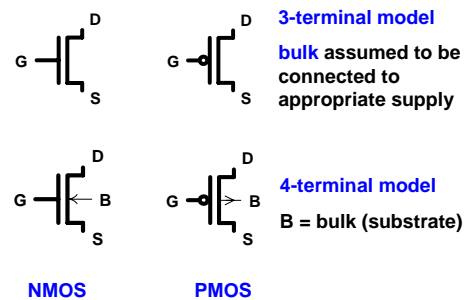 D
G
S
D
G
S
3-terminal model
bulk assumed to be
connected to
appropriate supply
D
G
B
S
D
G
B
S
4-terminal model
B = bulk (substrate)
NMOS
PMOS